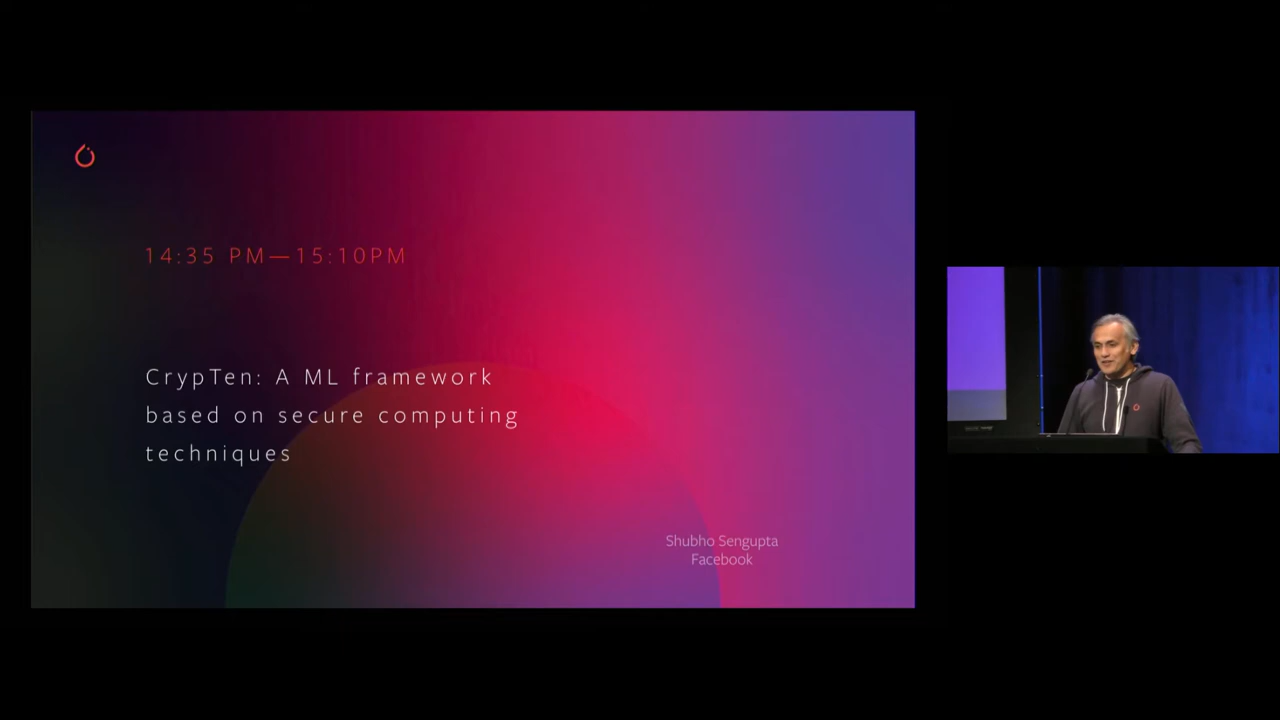 14:35 PM—15:10PM
CrypTen: A ML framework
based on secure computing
techniques
Shubho Sengupta
Facebook